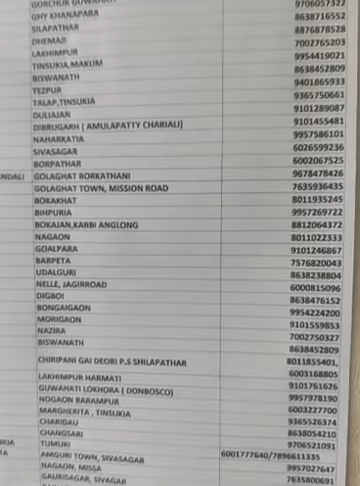 GORCHUK GUWAHATI 9706057322
GHY KHANAPARA 8638716552
SILAPATHAR 8876878528
DHEMAJI 7002765203
LAKHIMPUR 9954419021
TINSUKIA,MAKUM 8638452809
BISWANATH 9401865933
TEZPUR 9365750661
TALAP,TINSUKIA 9101289087
DULIAJAN 9101455481
DIBRUGARH ( AMULAPATTY CHARIALI) 9957586101
NAHARKATIA 6026599236
SIVASAGAR 6002067525
BORPATHAR 9678478426
INDALI GOLAGHAT BORKATHANI 7635936435
GOLAGHAT TOWN, MISSION ROAD 8011935245
BOKAKHAT 9957269722
BIHPURIA 8812064372
BOKAJAN,KARBI ANGLONG 8011022333
NAGAON 9101246867
GOALPARA 7576820043
BARPETA 8638238804
UDALGURI 6000815096
NELLE, JAGIRROAD 8638476152
DIGBOI 9954224200
BONGAIGAON 9101559853
MORIGAON 7002750327
NAZIRA 8638452809
BISWANATH 8011855401,
CHIRIPANI GAI DEORI P.S SHILAPATHAR 6003168805
LAKHIMPUR HARMATI 9101761626
GUWAHATI LOKHORA ( DONBOSCO) 9957978190
NOGAON BARAMPUR 6003227700
MARGHERITA , TINSUKIA 9365526374
CHARIDAU 8638054210
CHANGSARI 9706521091
KIA TUMUKI 6001777640/7896611335
TA AMGURI TOWN, SIVASAGAR 9957027647
NAGAON, MISSA 7635800691
GAURISAGAR, SIVAGAR